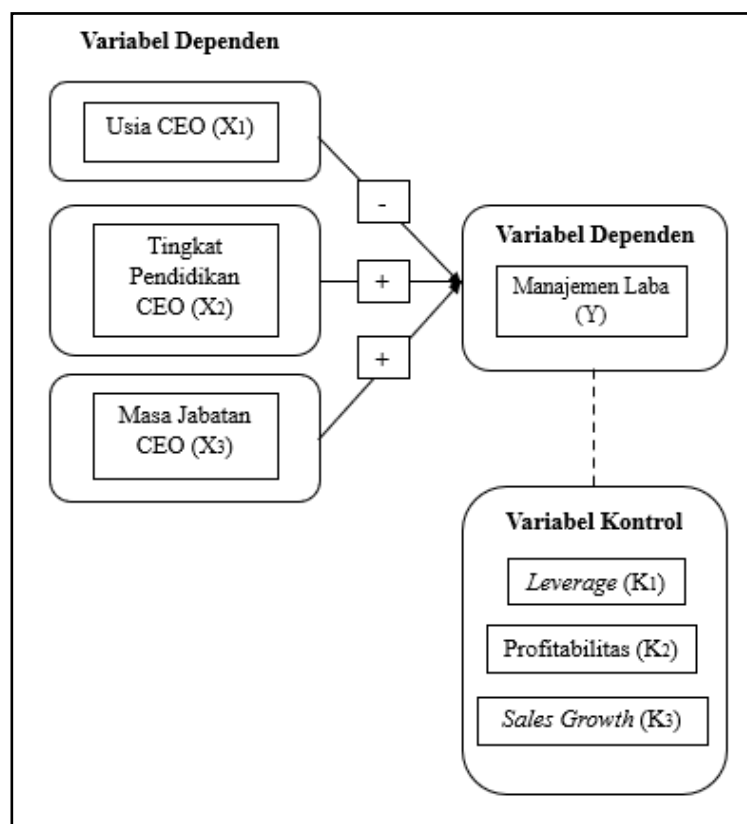 Variabel Dependen
Usia CEO (X1)
-
Tingkat
Pendidikan
CEO (X2)
+
Masa Jabatan
CEO (X3)
+
Variabel Dependen
Manajemen Laba
(Y)
Variabel Kontrol
Leverage (K1)
Profitabilitas (K2)
Sales Growth (K3)